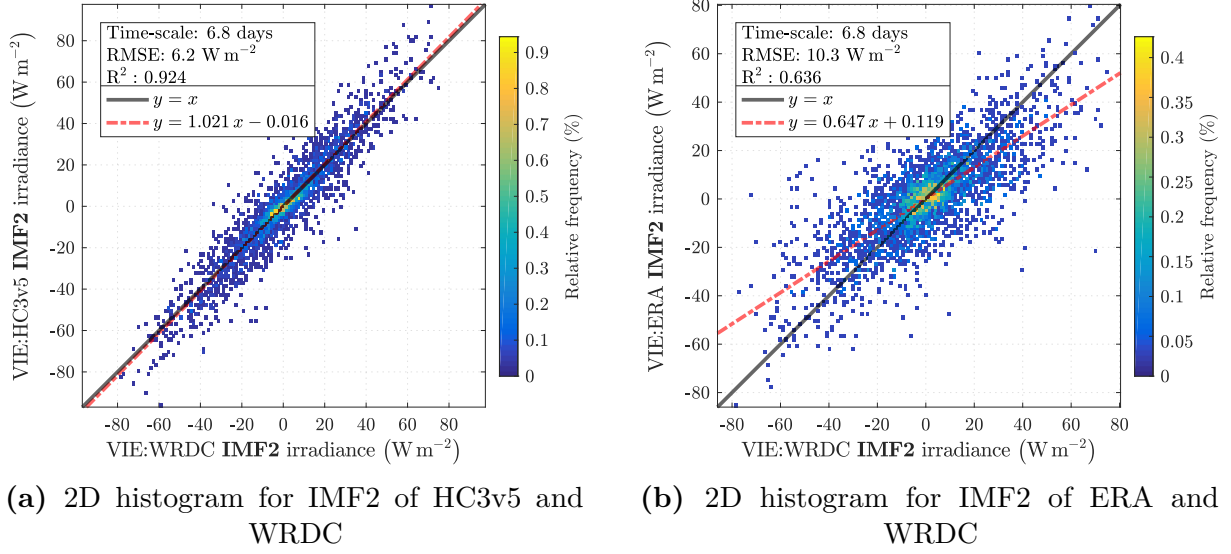 Time-scale: 6.8 days
RMSE: 6.2 W m−2
R2 : 0.924
y = x
y = 1.021 x − 0.016
VIE:HC3v5 IMF2 irradiance (W m−2)
80
60
40
20
0
-20
-40
-60
-80
-80 -60 -40 -20 0 20 40 60 80
VIE:WRDC IMF2 irradiance (W m−2)
0.9
0.8
0.7
0.6
0.5
0.4
0.3
0.2
0.1
0
Relative frequency (%)
(a) 2D histogram for IMF2 of HC3v5 and
WRDC
Time-scale: 6.8 days
RMSE: 10.3 W m−2
R2 : 0.636
y = x
y = 0.647 x + 0.119
VIE:ERA IMF2 irradiance (W m−2)
80
60
40
20
0
-20
-40
-60
-80
-80 -60 -40 -20 0 20 40 60 80
VIE:WRDC IMF2 irradiance (W m−2)
0.4
0.35
0.3
0.25
0.2
0.15
0.1
0.05
0
Relative frequency (%)
(b) 2D histogram for IMF2 of ERA and
WRDC